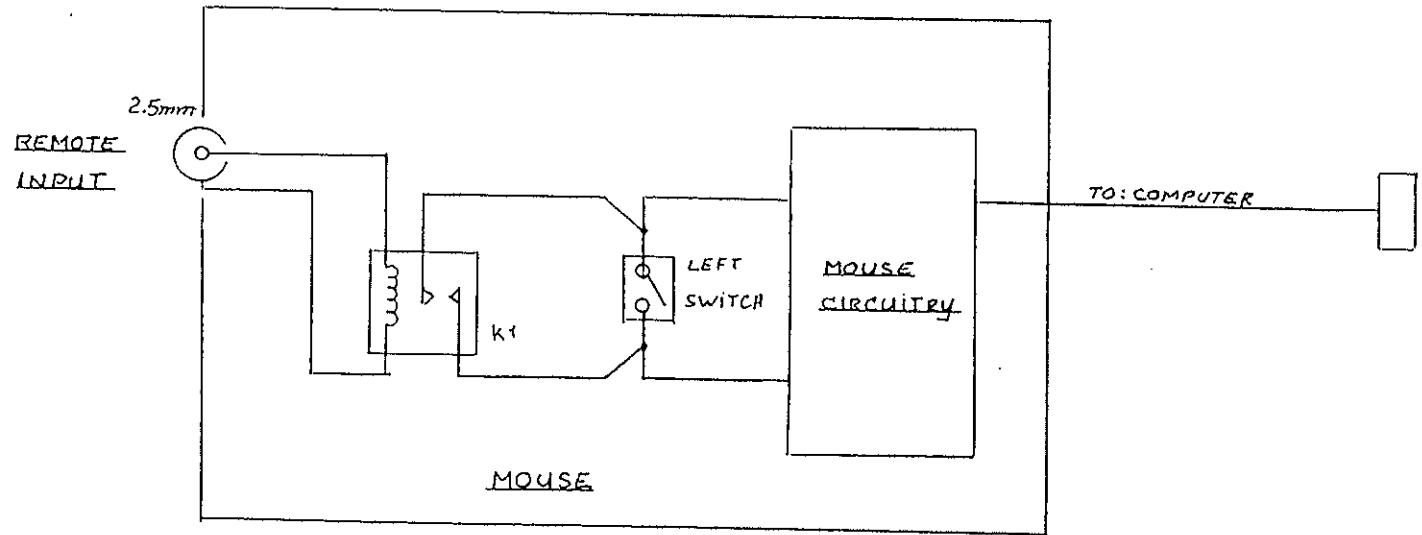 2.5mm
REMOTE
INPUT
K1
LEFT
SWiTCH
MOUSE
CIRCUITRY
TO: COMPUTER
MOUSE